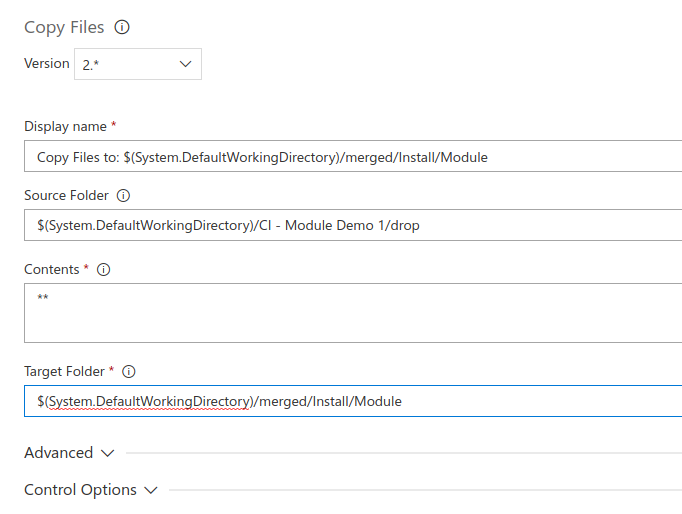 Copy Files
Version 2.*
Display name *
Copy Files to: $(System.DefaultWorkingDirectory)/merged/Install/Module
Source Folder
$(System.DefaultWorkingDirectory)/CI - Module Demo 1/drop
Contents *
**
Target Folder *
$(System.DefaultWorkingDirectory)/merged/Install/Module
Advanced
Control Options